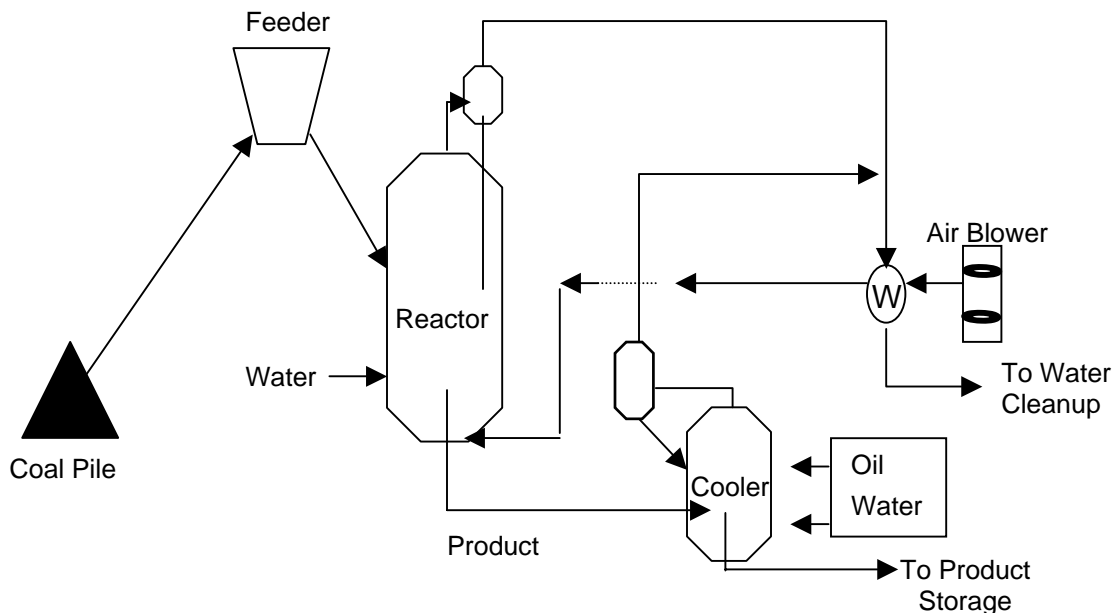 Feeder
Air Blower
W
Reactor
Water
To Water
Cleanup
Coal Pile
Oil
Cooler
Water
Product
To Product
Storage